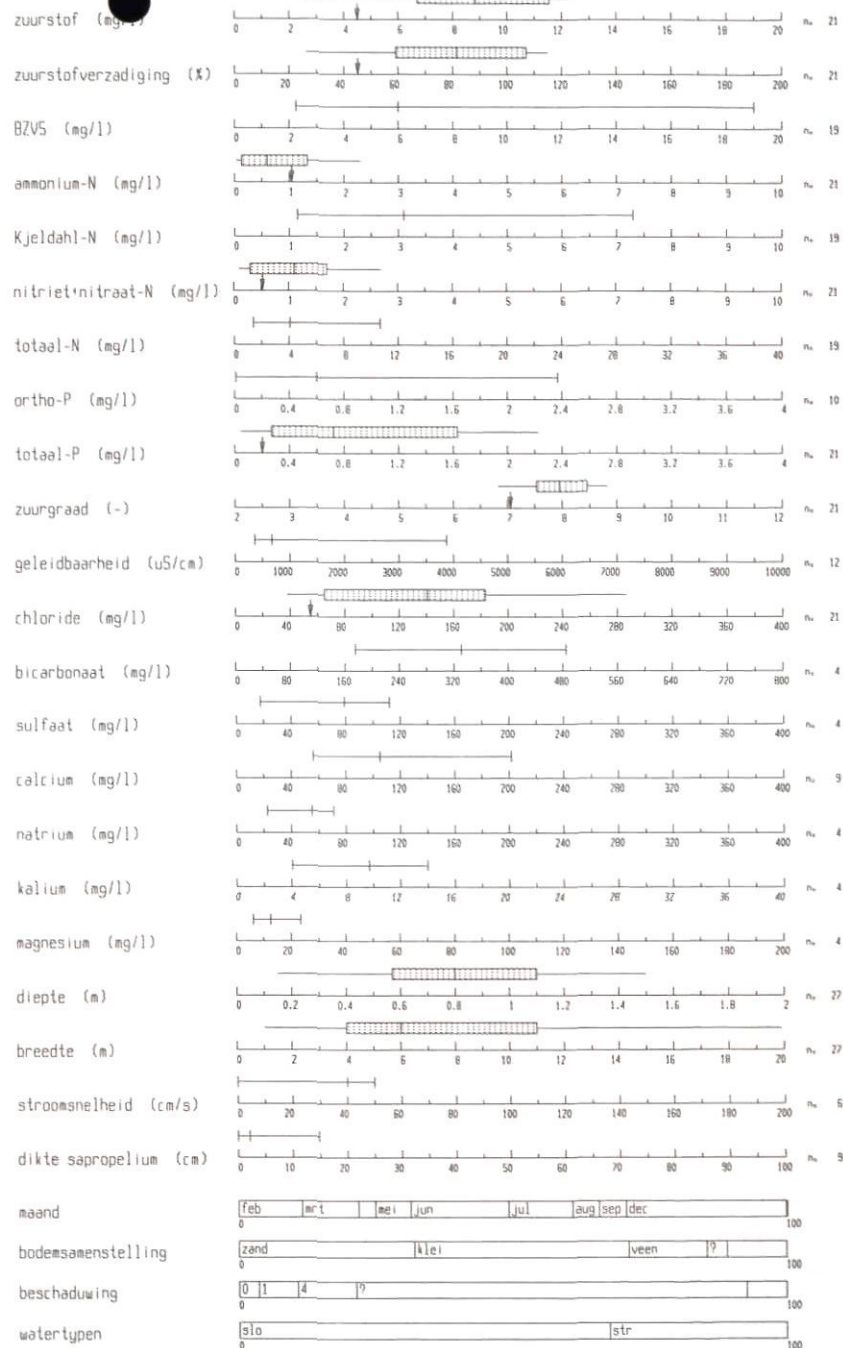 zuurstof (mg/l) 0 2 4 6 8 10 12 14 16 18 20 n= 21
zuurstofverzadiging (%) 0 20 40 60 80 100 120 140 160 180 200 n= 21
BZV5 (mg/l) 0 2 4 6 8 10 12 14 16 18 20 n= 19
ammonium-N (mg/l) 0 1 2 3 4 5 6 7 8 9 10 n= 21
Kjeldahl-N (mg/l) 0 1 2 3 4 5 6 7 8 9 10 n= 19
nitriet+nitraat-N (mg/l) 0 1 2 3 4 5 6 7 8 9 10 n= 21
totaal-N (mg/l) 0 4 8 12 16 20 24 28 32 36 40 n= 19
ortho-P (mg/l) 0 0.4 0.8 1.2 1.6 2 2.4 2.8 3.2 3.6 4 n= 10
totaal-P (mg/l) 0 0.4 0.8 1.2 1.6 2 2.4 2.8 3.2 3.6 4 n= 21
zuurgraad (-) 2 3 4 5 6 7 8 9 10 11 12 n= 21
geleidbaarheid (uS/cm) 0 1000 2000 3000 4000 5000 6000 7000 8000 9000 10000 n= 12
chloride (mg/l) 0 40 80 120 160 200 240 280 320 360 400 n= 21
bicarbonaat (mg/l) 0 80 160 240 320 400 480 560 640 720 800 n= 4
sulfaat (mg/l) 0 40 80 120 160 200 240 280 320 360 400 n= 4
calcium (mg/l) 0 40 80 120 160 200 240 280 320 360 400 n= 9
natrium (mg/l) 0 40 80 120 160 200 240 280 320 360 400 n= 4
kalium (mg/l) 0 4 8 12 16 20 24 28 32 36 40 n= 4
magnesium (mg/l) 0 20 40 60 80 100 120 140 160 180 200 n= 4
diepte (m) 0 0.2 0.4 0.6 0.8 1 1.2 1.4 1.6 1.8 2 n= 27
breedte (m) 0 2 4 6 8 10 12 14 16 18 20 n= 27
stroomsnelheid (cm/s) 0 20 40 60 80 100 120 140 160 180 200 n= 6
dikte sapropelium (cm) 0 10 20 30 40 50 60 70 80 90 100 n= 9
maand feb mrt mei jun jul aug sep dec
0 100
bodemsamenstelling zand klei veen ?
0 100
beschaduwing 0 1 4 ?
0 100
watertypen slo str
0 100